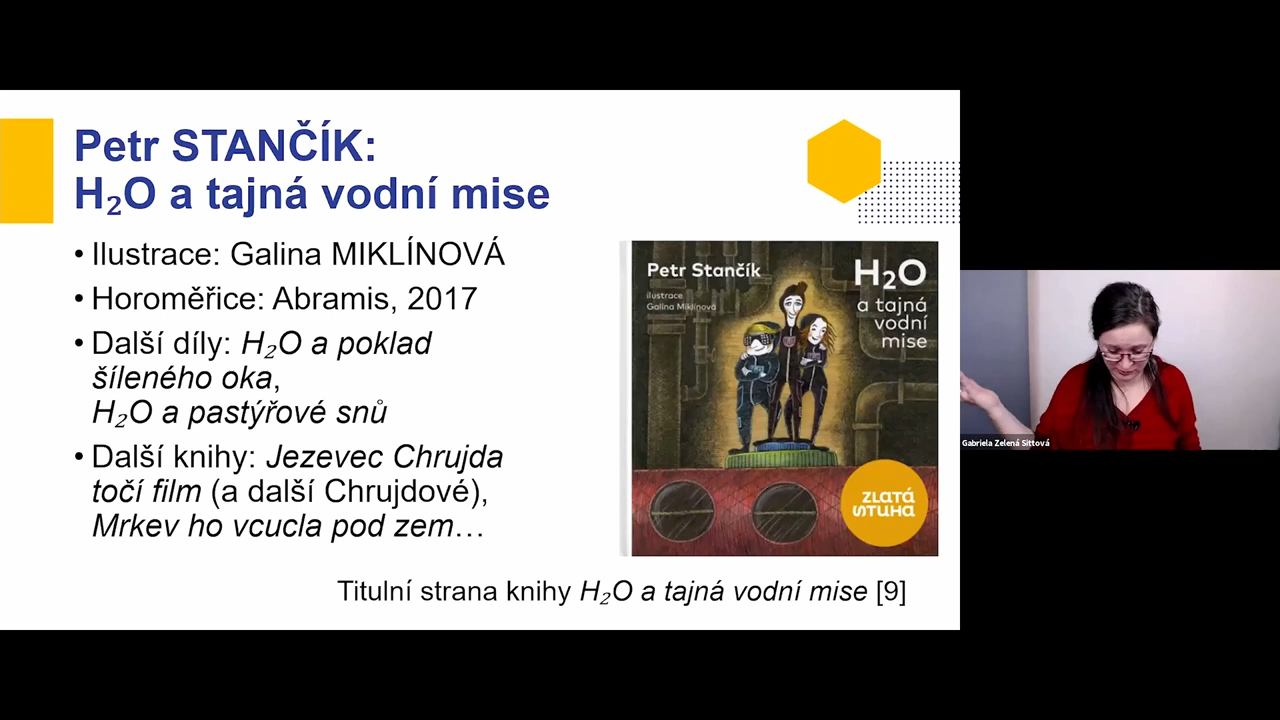 Petr STANČÍK:
H₂O a tajná vodní mise
• Ilustrace: Galina MIKLÍNOVÁ
• Horoměřice: Abramis, 2017
• Další díly: H₂O a poklad
šíleného oka,
H₂O a pastýřové snů
• Další knihy: Jezevec Chrujda
točí film (a další Chrujdové),
Mrkev ho vcucla pod zem…
Petr Stančík
ilustrace
Galina Miklínová
H₂O
a tajná
vodní
mise
ZLATÁ
STUHA
Titulní strana knihy H₂O a tajná vodní mise [9]
Gabriela Zelená Sittová